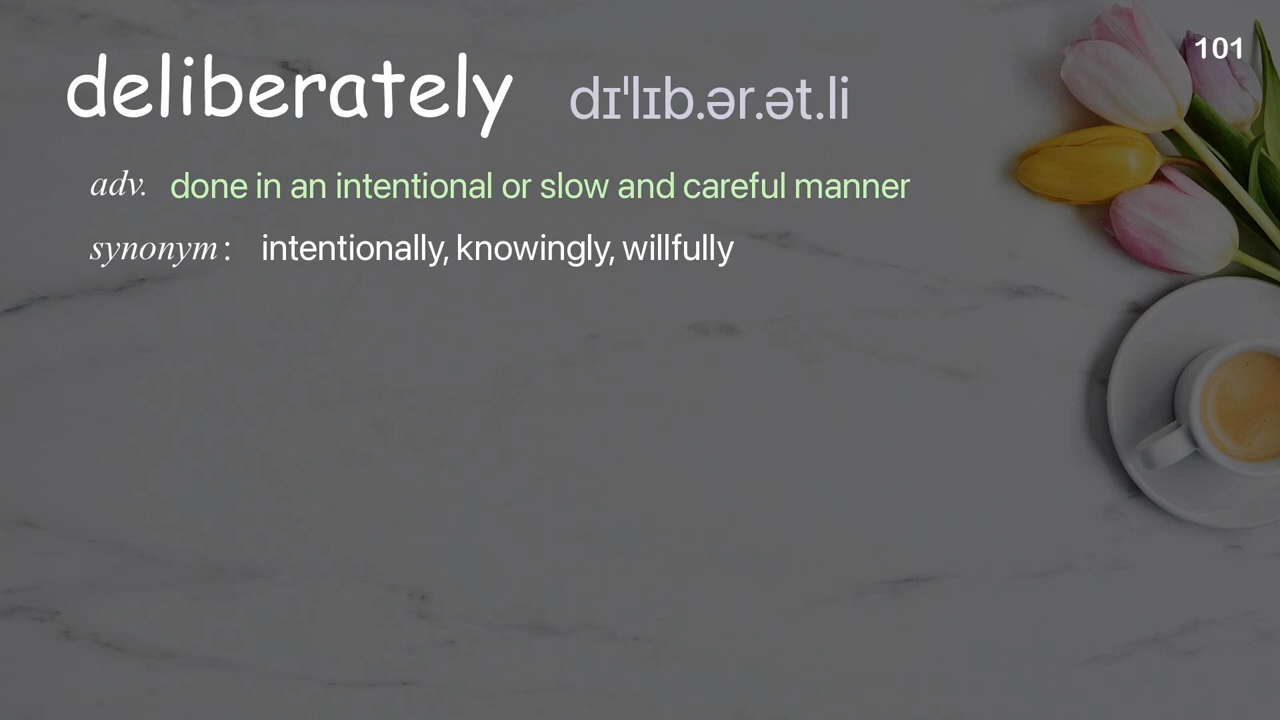 101
deliberately dɪˈlɪb.ər.ət.li
adv. done in an intentional or slow and careful manner
synonym: intentionally, knowingly, willfully